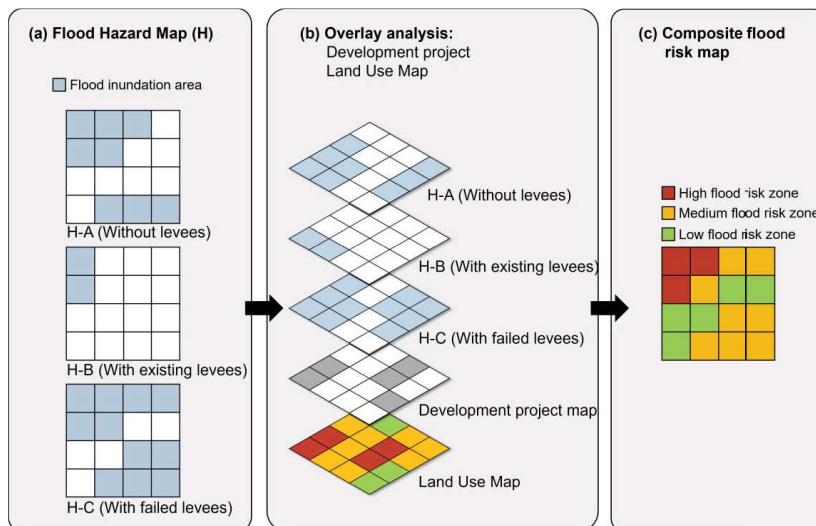 (a) Flood Hazard Map (H)
Flood inundation area
H-A (Without levees)
H-B (With existing levees)
H-C (With failed levees)
(b) Overlay analysis:
Development project
Land Use Map
H-A (Without levees)
H-B (With existing levees)
H-C (With failed levees)
Development project map
Land Use Map
(c) Composite flood
risk map
High flood risk zone
Medium flood risk zone
Low flood risk zone